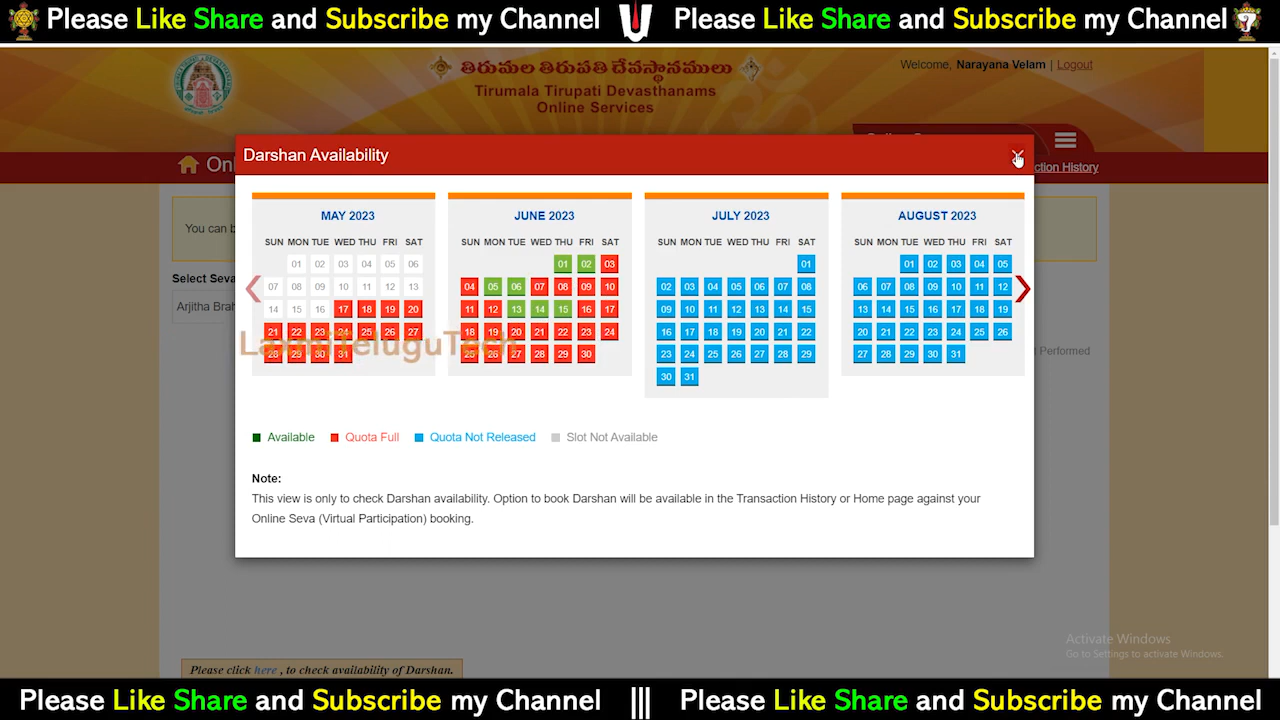 Please Like Share and Subscribe my Channel Please Like Share and Subscribe my Channel
తిరుమల తిరుపతి దేవస్థానములు
Tirumala Tirupati Devasthanams
Online Services
Welcome, Narayana Velam | Logout
Darshan Availability
ction History
You can b
Select Seva
Arjitha Brah
MAY 2023
SUN MON TUE WED THU FRI SAT
01 02 03 04 05 06
07 08 09 10 11 12 13
14 15 16 17 18 19 20
21 22 23 24 25 26 27
28 29 30 31
JUNE 2023
SUN MON TUE WED THU FRI SAT
01 02 03
04 05 06 07 08 09 10
11 12 13 14 15 16 17
18 19 20 21 22 23 24
25 26 27 28 29 30
JULY 2023
SUN MON TUE WED THU FRI SAT
01
02 03 04 05 06 07 08
09 10 11 12 13 14 15
16 17 18 19 20 21 22
23 24 25 26 27 28 29
30 31
AUGUST 2023
SUN MON TUE WED THU FRI SAT
01 02 03 04 05
06 07 08 09 10 11 12
13 14 15 16 17 18 19
20 21 22 23 24 25 26
27 28 29 30 31
LaxmiTeluguTech
Performed
Available Quota Full Quota Not Released Slot Not Available
Note:
This view is only to check Darshan availability. Option to book Darshan will be available in the Transaction History or Home page against your
Online Seva (Virtual Participation) booking.
Activate Windows
Go to Settings to activate Windows.
Please click here , to check availability of Darshan.
Please Like Share and Subscribe my Channel ||| Please Like Share and Subscribe my Channel